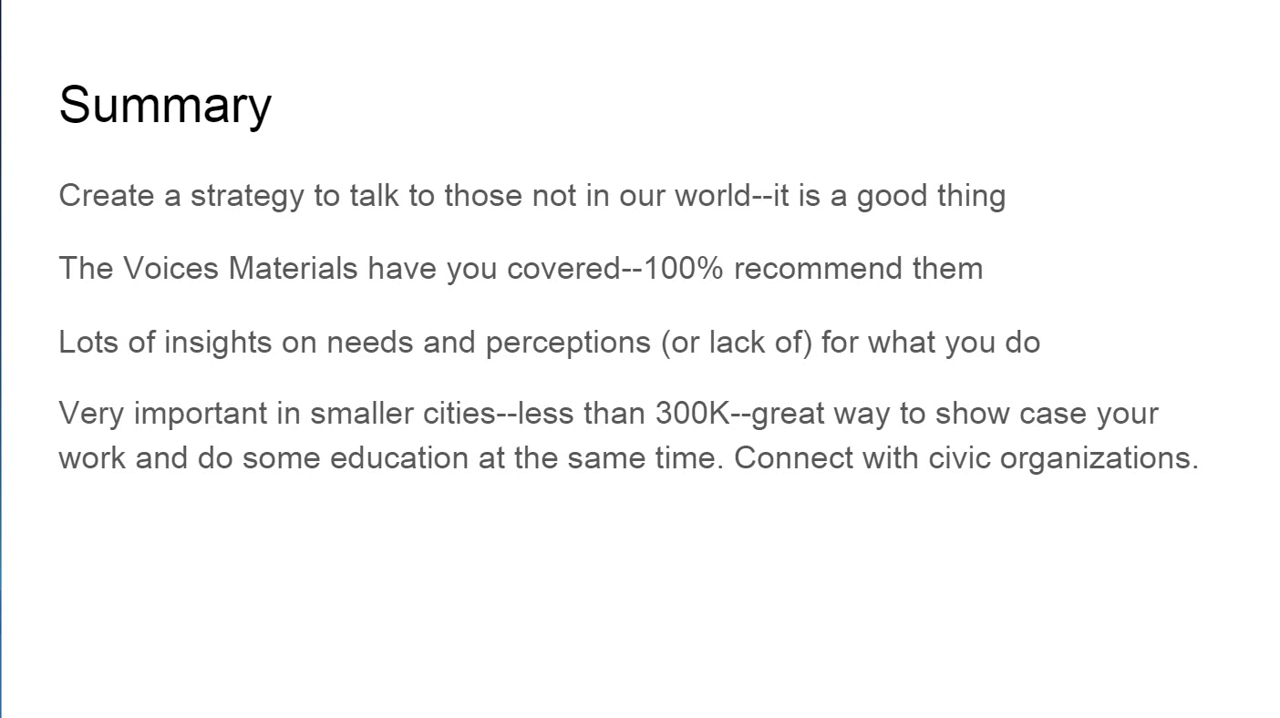 Summary
Create a strategy to talk to those not in our world--it is a good thing
The Voices Materials have you covered--100% recommend them
Lots of insights on needs and perceptions (or lack of) for what you do
Very important in smaller cities--less than 300K--great way to show case your
work and do some education at the same time. Connect with civic organizations.